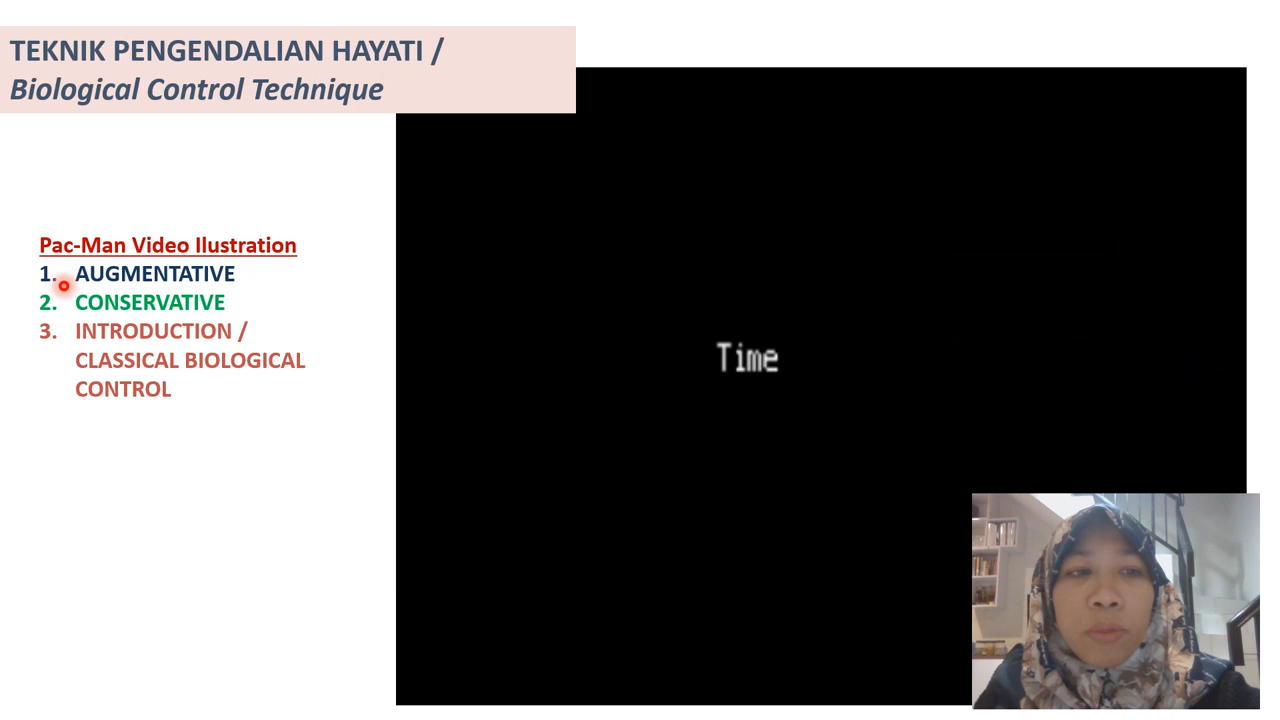 TEKNIK PENGENDALIAN HAYATI /
Biological Control Technique
Pac-Man Video Ilustration
1. AUGMENTATIVE
2. CONSERVATIVE
3. INTRODUCTION /
CLASSICAL BIOLOGICAL
CONTROL
Time